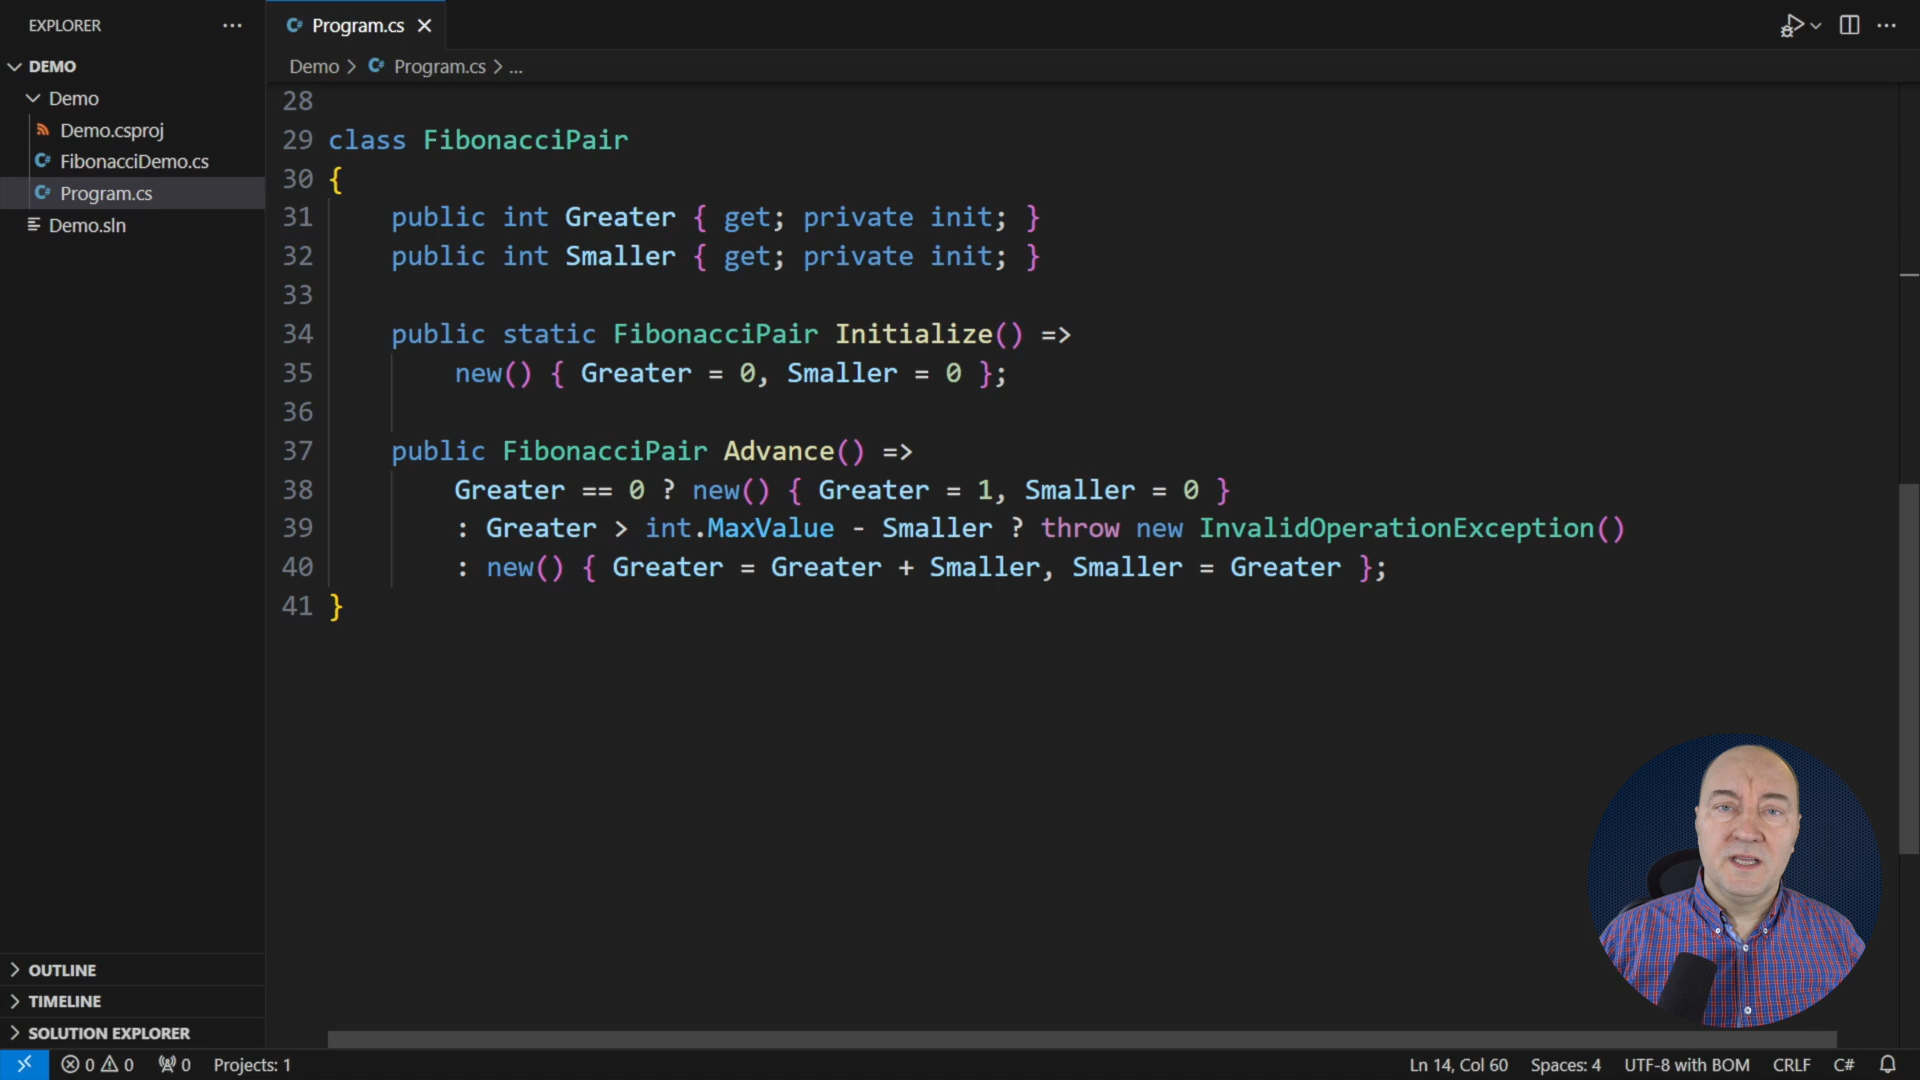 EXPLORER
DEMO
Demo
Demo.csproj
FibonacciDemo.cs
Program.cs
Demo.sln
OUTLINE
TIMELINE
SOLUTION EXPLORER
Program.cs
Demo > Program.cs > ...
28
29 class FibonacciPair
30 {
31 public int Greater { get; private init; }
32 public int Smaller { get; private init; }
33
34 public static FibonacciPair Initialize() =>
35 new() { Greater = 0, Smaller = 0 };
36
37 public FibonacciPair Advance() =>
38 Greater == 0 ? new() { Greater = 1, Smaller = 0 }
39 : Greater > int.MaxValue - Smaller ? throw new InvalidOperationException()
40 : new() { Greater = Greater + Smaller, Smaller = Greater };
41 }
0 0 0 Projects: 1 Ln 14, Col 60 Spaces: 4 UTF-8 with BOM CRLF C#